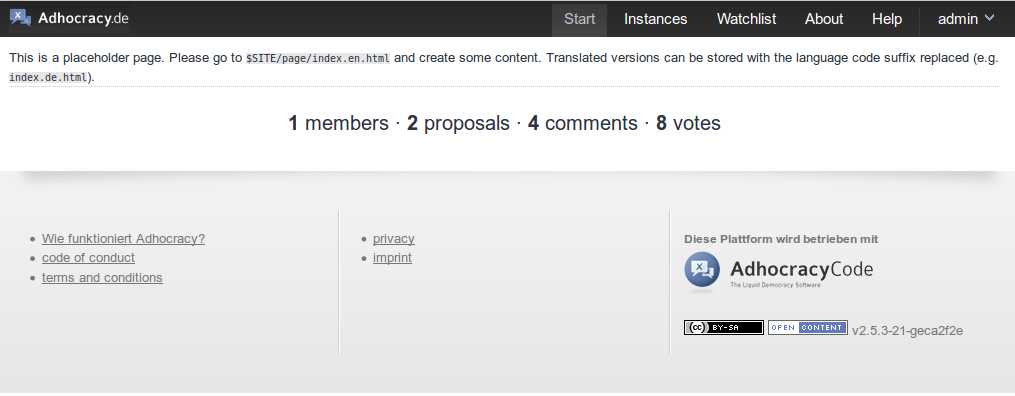 Adhocracy.de Start Instances Watchlist About Help admin
This is a placeholder page. Please go to $SITE/page/index.en.html and create some content. Translated versions can be stored with the language code suffix replaced (e.g.
index.de.html).
1 members · 2 proposals · 4 comments · 8 votes
Wie funktioniert Adhocracy?
code of conduct
terms and conditions
privacy
imprint
Diese Plattform wird betrieben mit
AdhocracyCode
The Liquid Democracy Software
(cc) BY-SA OPEN CONTENT v2.5.3-21-geca2f2e